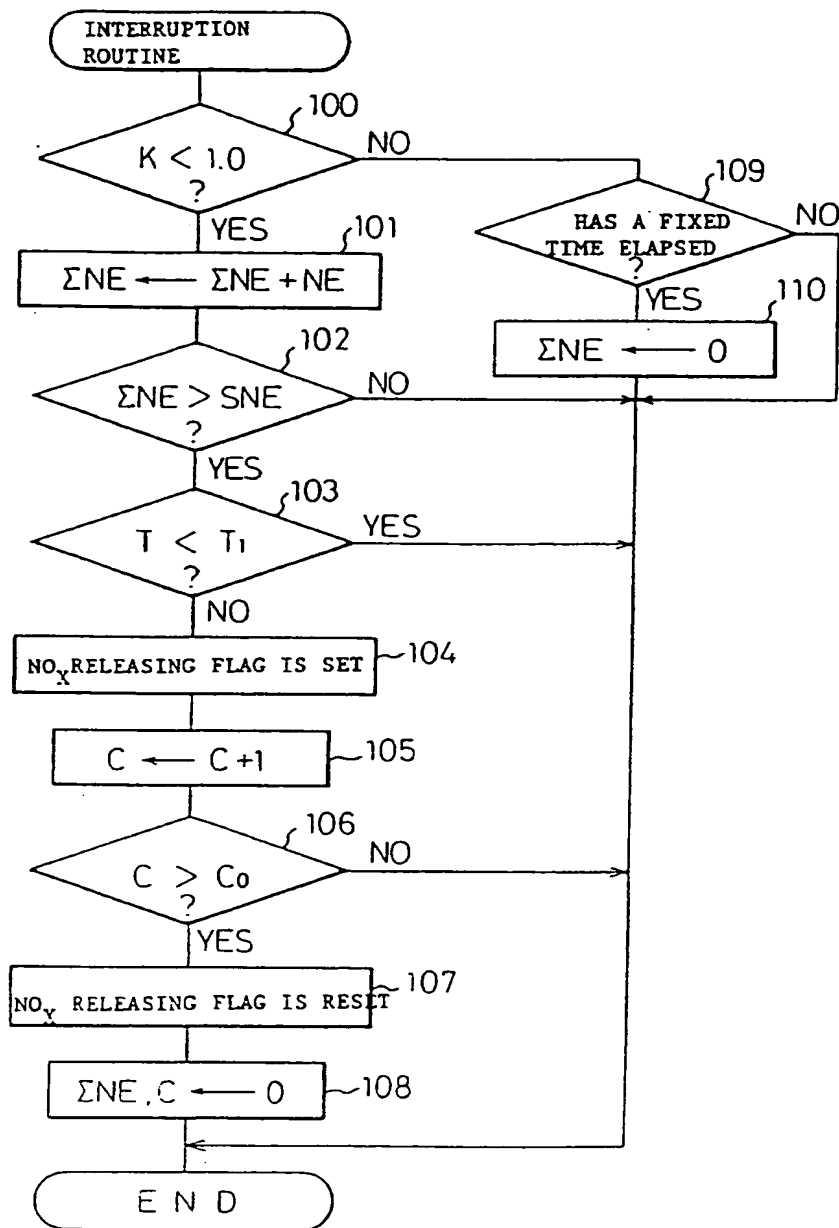 INTERRUPTION
ROUTINE
100
K < 1.0
?
NO
YES
109
HAS A FIXED
TIME ELAPSED
?
NO
YES
101
ΣNE ← ΣNE + NE
110
ΣNE ← 0
102
ΣNE > SNE
?
NO
YES
103
T < T1
?
YES
NO
NOX RELEASING FLAG IS SET
104
C ← C+1
105
106
C > C0
?
NO
YES
NOX RELEASING FLAG IS RESET
107
ΣNE, C ← 0
108
END